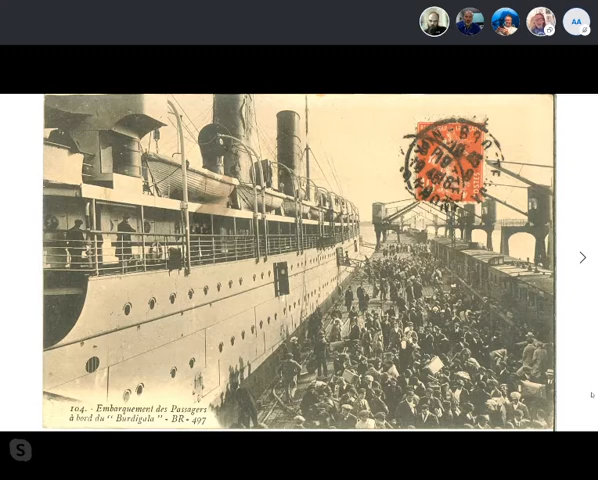 AA
104. - Embarquement des Passagers
à bord du "Burdigala" - BR - 497
S